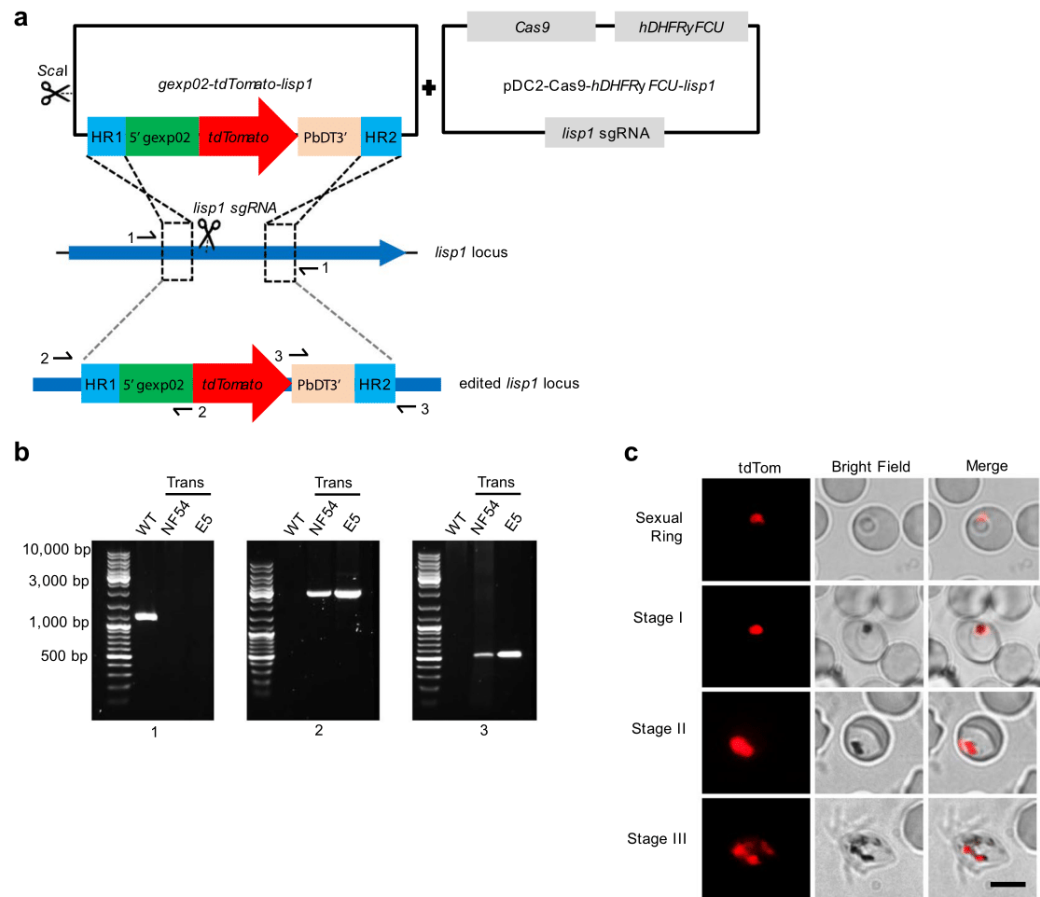 a
Cas9 hDHFRyFCU
ScaI
gexp02-tdTomato-lisp1
pDC2-Cas9-hDHFRyFCU-lisp1
HR1 5' gexp02 tdTomato PbDT3' HR2
lisp1 sgRNA
lisp1 sgRNA
1
lisp1 locus
1
2
3
HR1 5' gexp02 tdTomato PbDT3' HR2
edited lisp1 locus
2
3
b
Trans
Trans
Trans
WT NF54 E5
WT NF54 E5
WT NF54 E5
10,000 bp
3,000 bp
1,000 bp
500 bp
1 2 3
c
tdTom Bright Field Merge
Sexual
Ring
Stage I
Stage II
Stage III